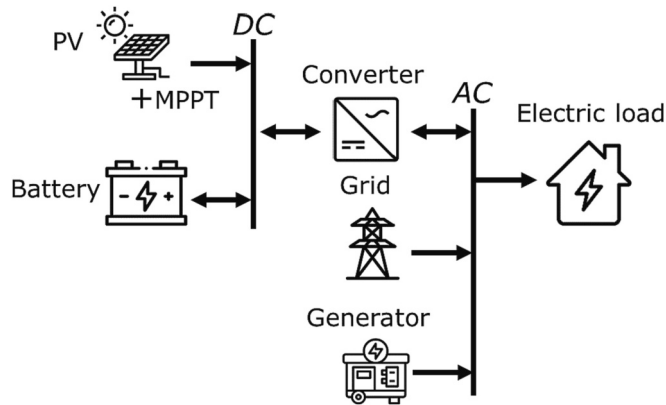 DC
PV
+MPPT
Converter
AC
Electric load
Battery
Grid
Generator